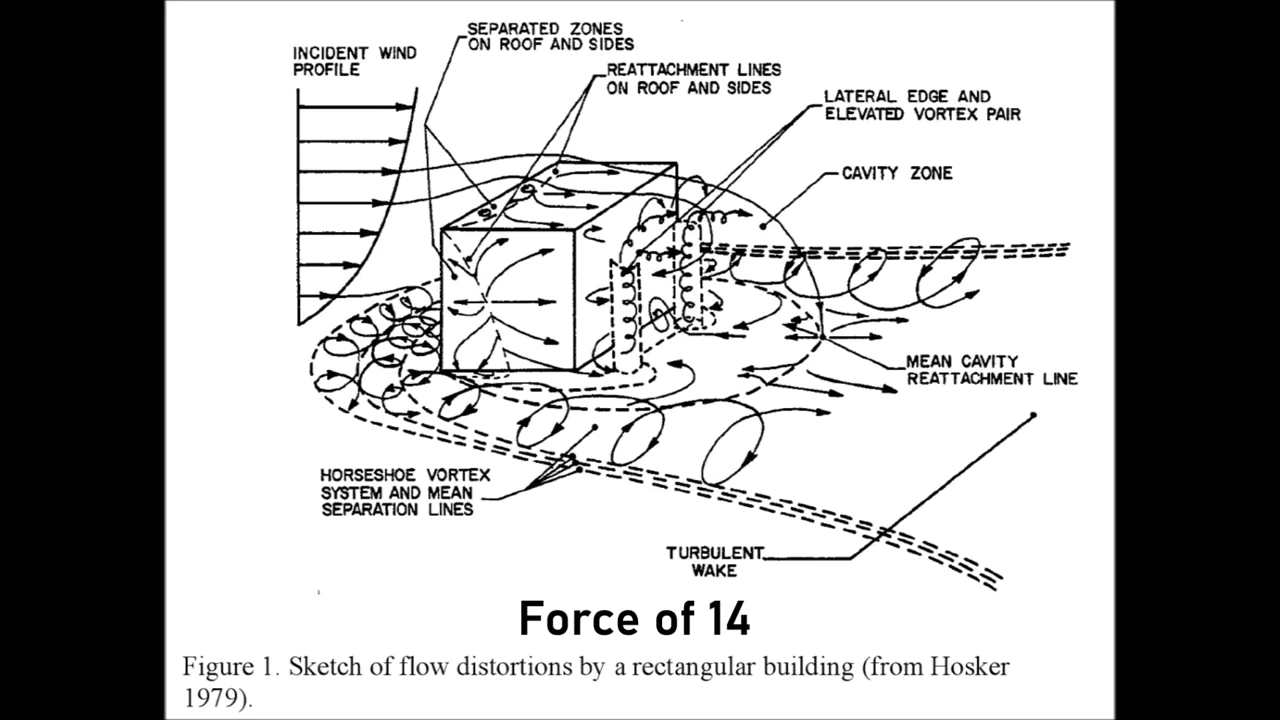 SEPARATED ZONES
ON ROOF AND SIDES
INCIDENT WIND
PROFILE
REATTACHMENT LINES
ON ROOF AND SIDES
LATERAL EDGE AND
ELEVATED VORTEX PAIR
CAVITY ZONE
MEAN CAVITY
REATTACHMENT LINE
HORSESHOE VORTEX
SYSTEM AND MEAN
SEPARATION LINES
TURBULENT
WAKE
Force of 14
Figure 1. Sketch of flow distortions by a rectangular building (from Hosker
1979).